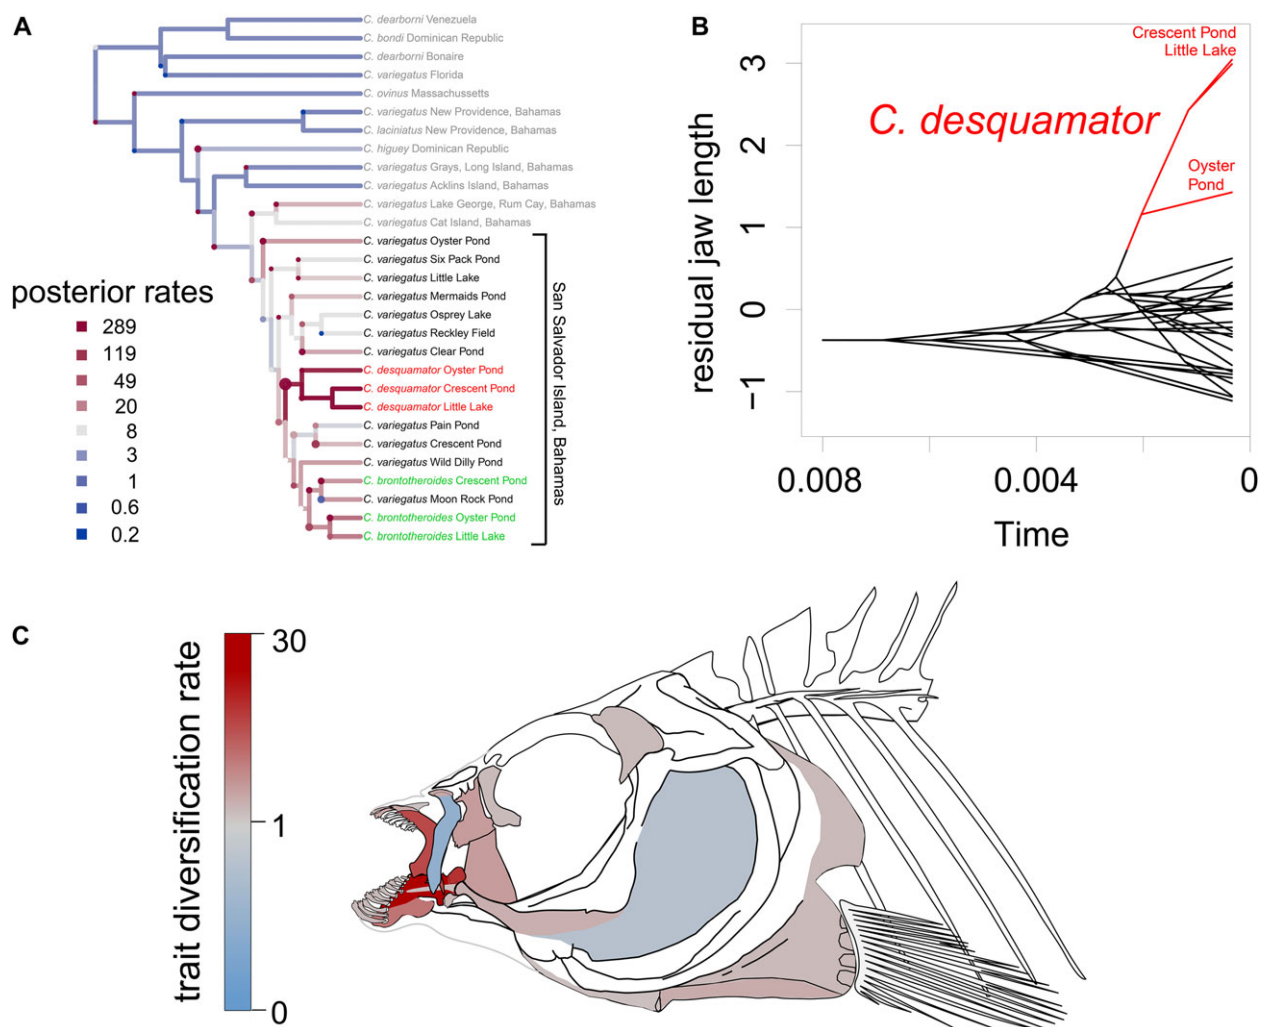 A
C. dearborni Venezuela
C. bondi Dominican Republic
C. dearborni Bonaire
C. variegatus Florida
C. ovinus Massachussetts
C. variegatus New Providence, Bahamas
C. laciniatus New Providence, Bahamas
C. higuey Dominican Republic
C. variegatus Grays, Long Island, Bahamas
C. variegatus Acklins Island, Bahamas
C. variegatus Lake George, Rum Cay, Bahamas
C. variegatus Cat Island, Bahamas
C. variegatus Oyster Pond
C. variegatus Six Pack Pond
C. variegatus Little Lake
C. variegatus Mermaids Pond
C. variegatus Osprey Lake
C. variegatus Reckley Field
C. variegatus Clear Pond
C. desquamator Oyster Pond
C. desquamator Crescent Pond
C. desquamator Little Lake
C. variegatus Pain Pond
C. variegatus Crescent Pond
C. variegatus Wild Dilly Pond
C. brontotheroides Crescent Pond
C. variegatus Moon Rock Pond
C. brontotheroides Oyster Pond
C. brontotheroides Little Lake
San Salvador Island, Bahamas
posterior rates
289
119
49
20
8
3
1
0.6
0.2
B
Crescent Pond
Little Lake
C. desquamator
Oyster
Pond
residual jaw length
3
2
1
0
−1
0.008
0.004
0
Time
C
trait diversification rate
30
1
0